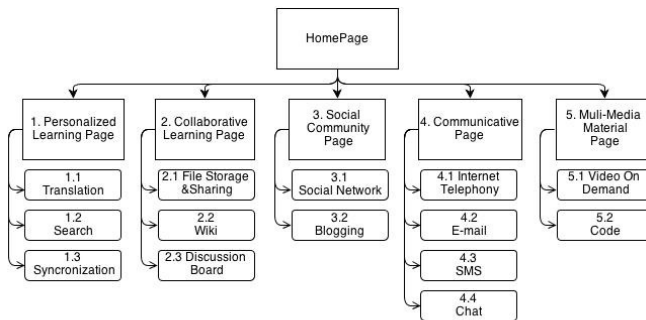 HomePage
1. Personalized
Learning Page
2. Collaborative
Learning Page
3. Social
Community
Page
4. Communicative
Page
5. Muli-Media
Material Page
1.1
Translation
1.2
Search
1.3
Syncronization
2.1 File Storage
&Sharing
2.2
Wiki
2.3 Discussion
Board
3.1
Social Network
3.2
Blogging
4.1 Internet
Telephony
4.2
E-mail
4.3
SMS
4.4
Chat
5.1 Video On
Demand
5.2
Code